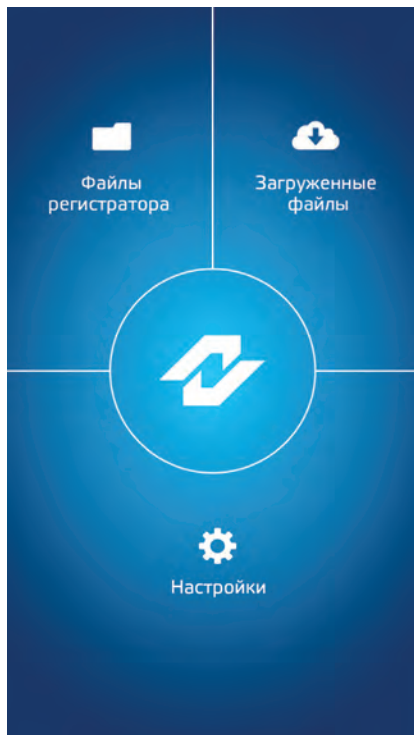 Файлы
регистратора
Загруженные
файлы
Настройки